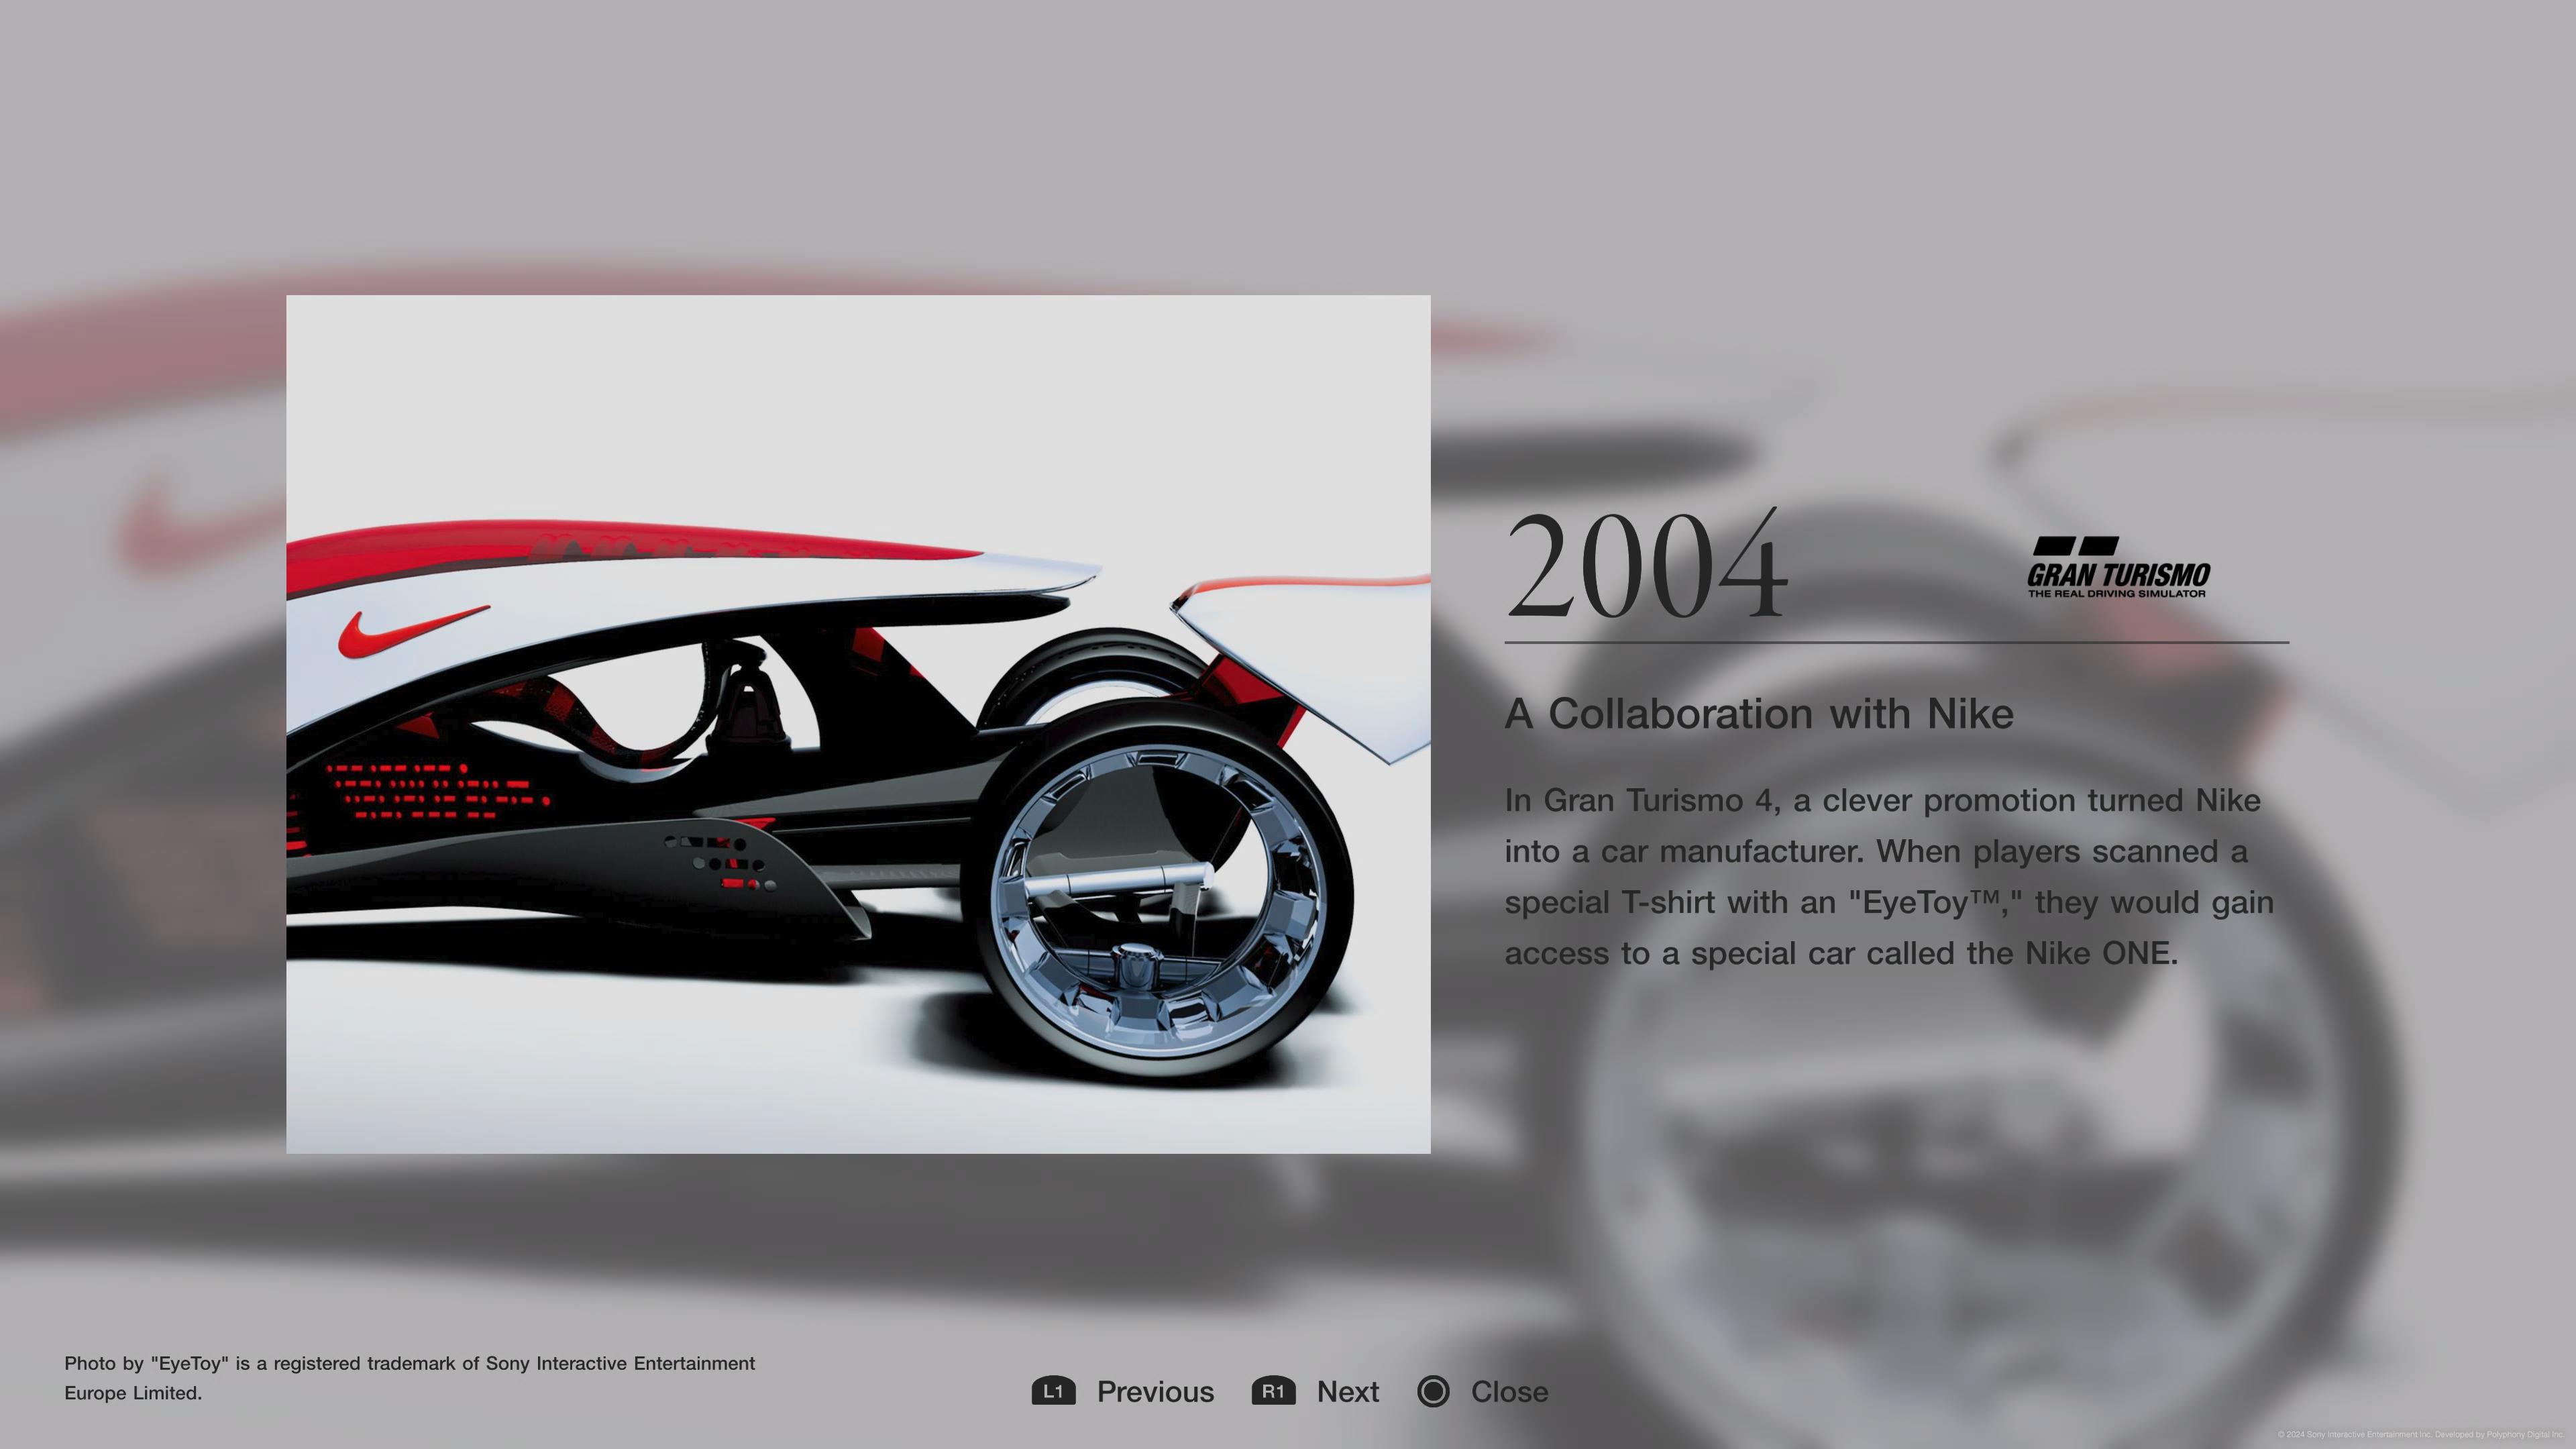 2004
GRAN TURISMO
THE REAL DRIVING SIMULATOR
A Collaboration with Nike
In Gran Turismo 4, a clever promotion turned Nike
into a car manufacturer. When players scanned a
special T-shirt with an "EyeToy™," they would gain
access to a special car called the Nike ONE.
Photo by "EyeToy" is a registered trademark of Sony Interactive Entertainment
Europe Limited.
L1 Previous R1 Next Close
© 2024 Sony Interactive Entertainment Inc. Developed by Polyphony Digital Inc.